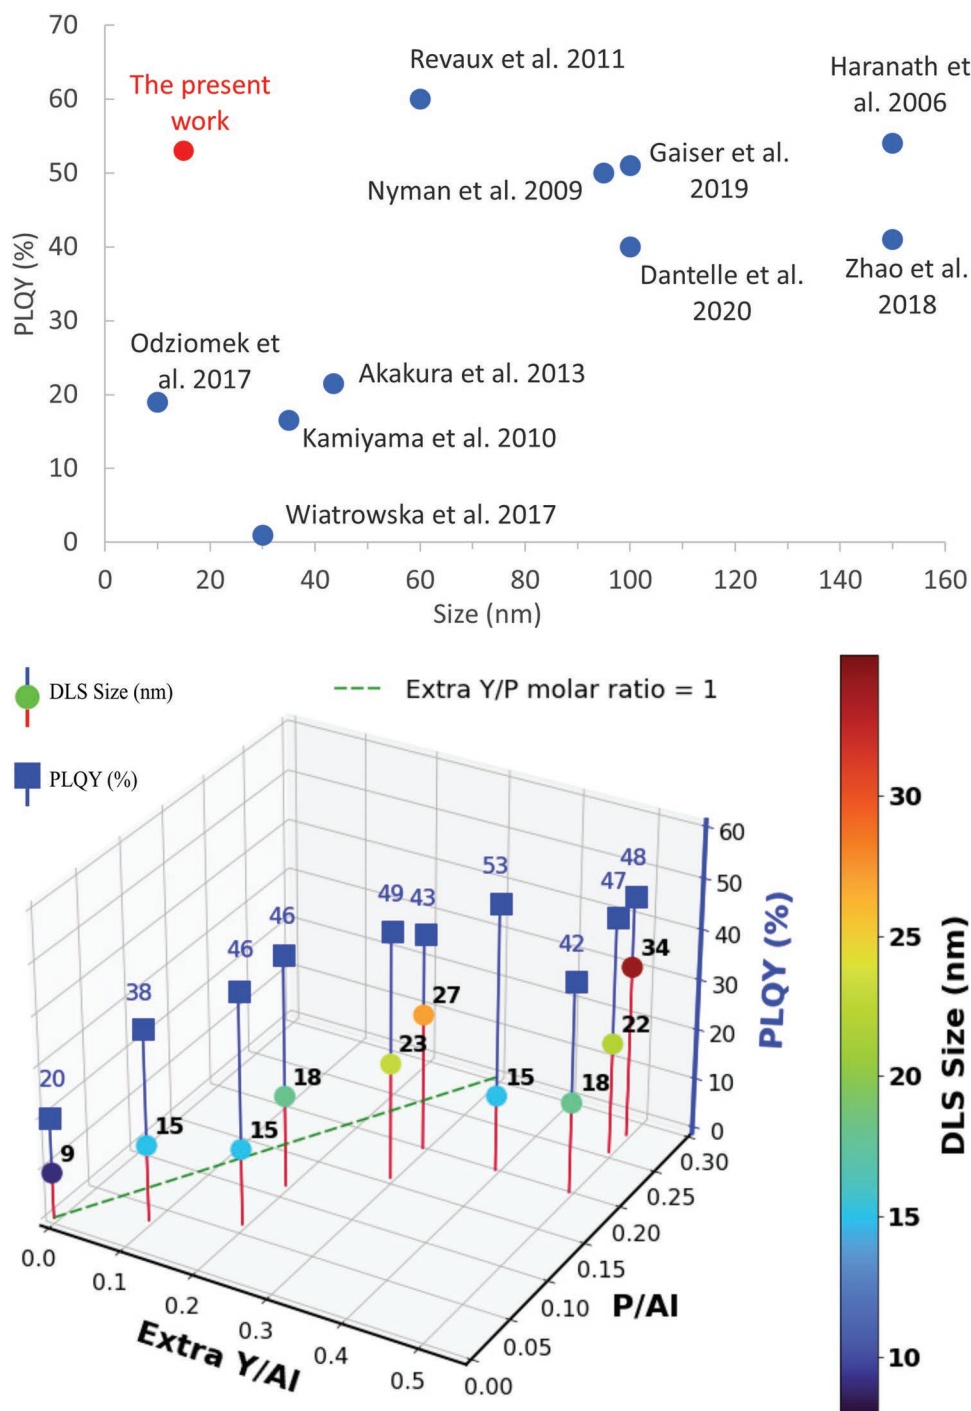 70
60
50
40
30
20
10
0
PLQY (%)
0 20 40 60 80 100 120 140 160
Size (nm)
The present
work
Revaux et al. 2011
Haranath et
al. 2006
Nyman et al. 2009
Gaiser et al.
2019
Dantelle et al.
2020
Zhao et al.
2018
Odziomek et
al. 2017
Akakura et al. 2013
Kamiyama et al. 2010
Wiatrowska et al. 2017
DLS Size (nm)
PLQY (%)
Extra Y/P molar ratio = 1
20
38
46
46
49
43
53
42
47
48
9
15
15
18
23
27
15
18
22
34
0.0
0.1
0.2
0.3
0.4
0.5
Extra Y/Al
0.00
0.05
0.10
0.15
0.20
0.25
0.30
P/Al
0
10
20
30
40
50
60
PLQY (%)
30
25
20
15
10
DLS Size (nm)